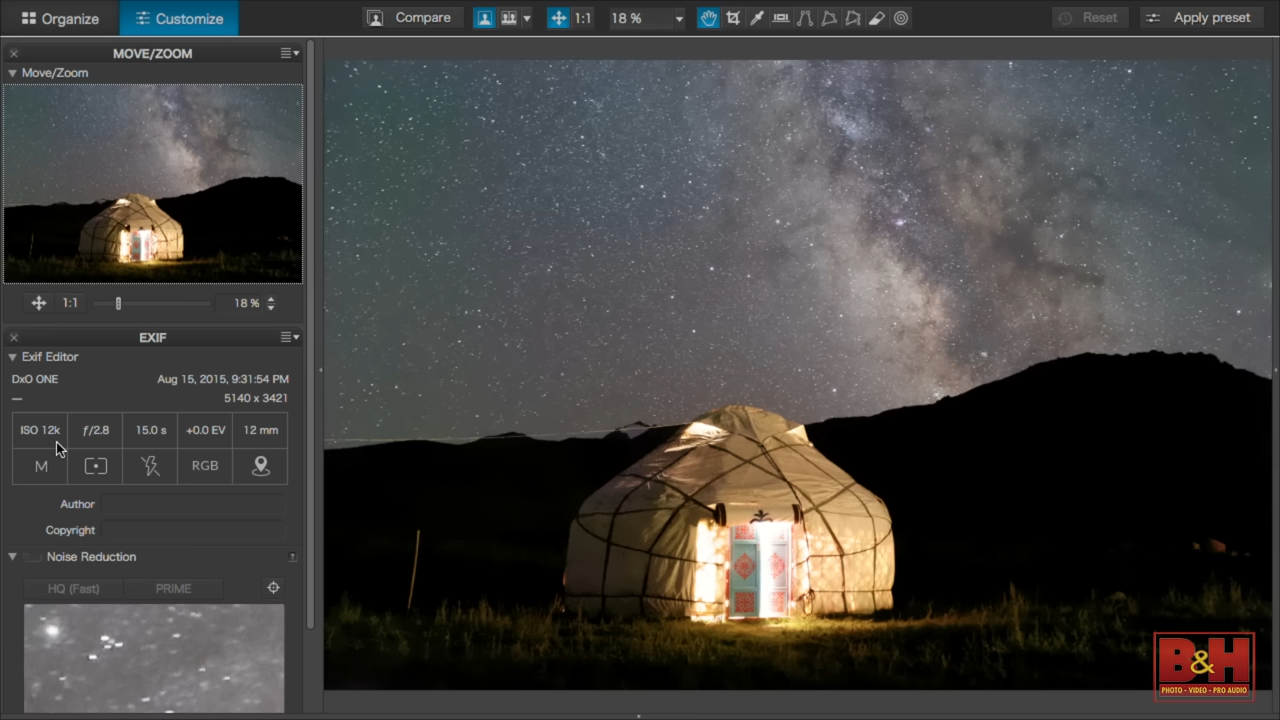 Organize
Customize
Compare
1:1
18 %
Reset
Apply preset
MOVE/ZOOM
Move/Zoom
1:1
18 %
EXIF
Exif Editor
DxO ONE
Aug 15, 2015, 9:31:54 PM
—
5140 x 3421
ISO 12k
ƒ/2.8
15.0 s
+0.0 EV
12 mm
M
RGB
Author
Copyright
Noise Reduction
?
HQ (Fast)
PRIME
B&H
PHOTO - VIDEO - PRO AUDIO